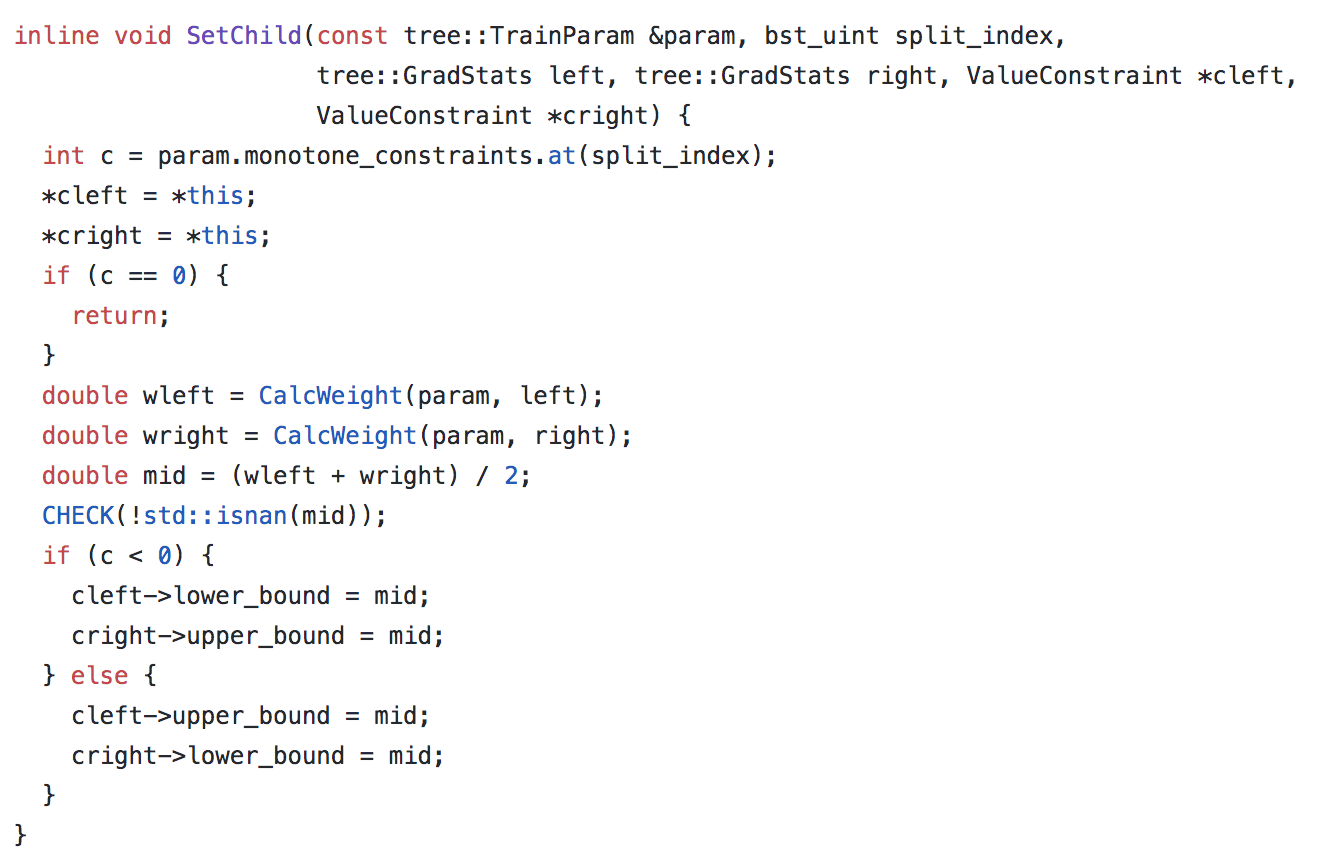 inline void SetChild(const tree::TrainParam &param, bst_uint split_index,
                     tree::GradStats left, tree::GradStats right, ValueConstraint *cleft,
                     ValueConstraint *cright) {
  int c = param.monotone_constraints.at(split_index);
  *cleft = *this;
  *cright = *this;
  if (c == 0) {
    return;
  }
  double wleft = CalcWeight(param, left);
  double wright = CalcWeight(param, right);
  double mid = (wleft + wright) / 2;
  CHECK(!std::isnan(mid));
  if (c < 0) {
    cleft->lower_bound = mid;
    cright->upper_bound = mid;
  } else {
    cleft->upper_bound = mid;
    cright->lower_bound = mid;
  }
}